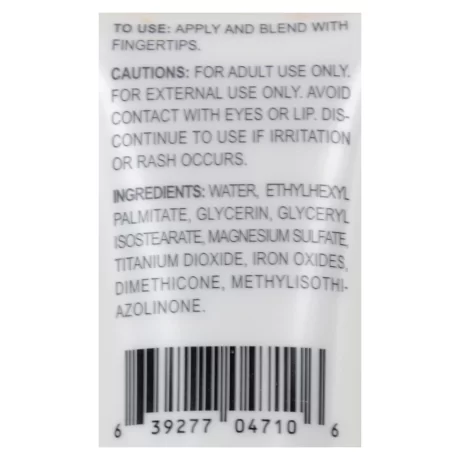 TO USE: APPLY AND BLEND WITH
FINGERTIPS.
CAUTIONS: FOR ADULT USE ONLY.
FOR EXTERNAL USE ONLY. AVOID
CONTACT WITH EYES OR LIP. DIS-
CONTINUE TO USE IF IRRITATION
OR RASH OCCURS.
INGREDIENTS: WATER, ETHYLHEXYL
PALMITATE, GLYCERIN, GLYCERYL
ISOSTEARATE, MAGNESIUM SULFATE,
TITANIUM DIOXIDE, IRON OXIDES,
DIMETHICONE, METHYLISOTHI-
AZOLINONE.
6 39277 04710 6